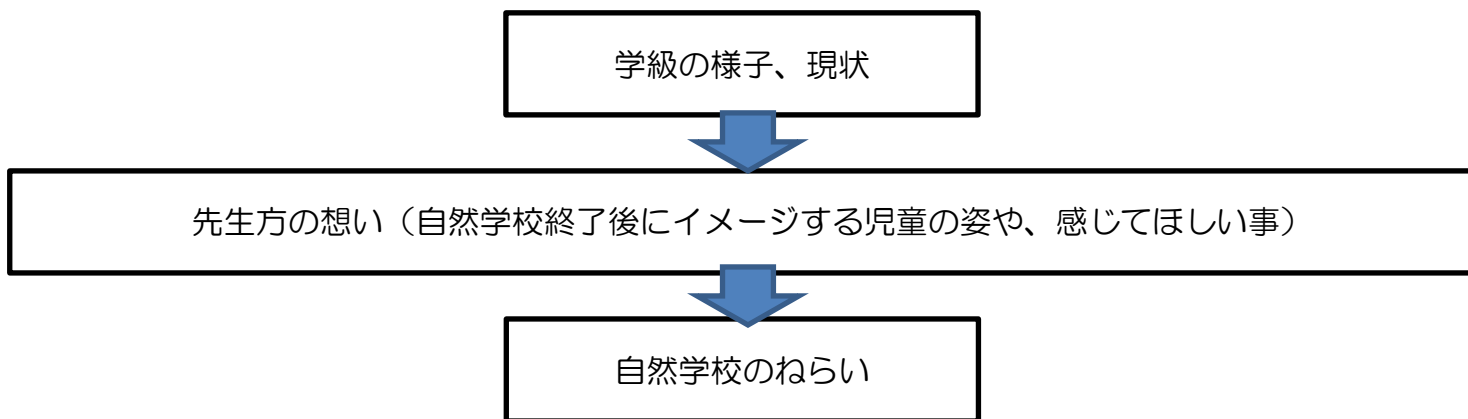 学級の様子、現状
先生方の想い（自然学校終了後にイメージする児童の姿や、感じてほしい事）
自然学校のねらい